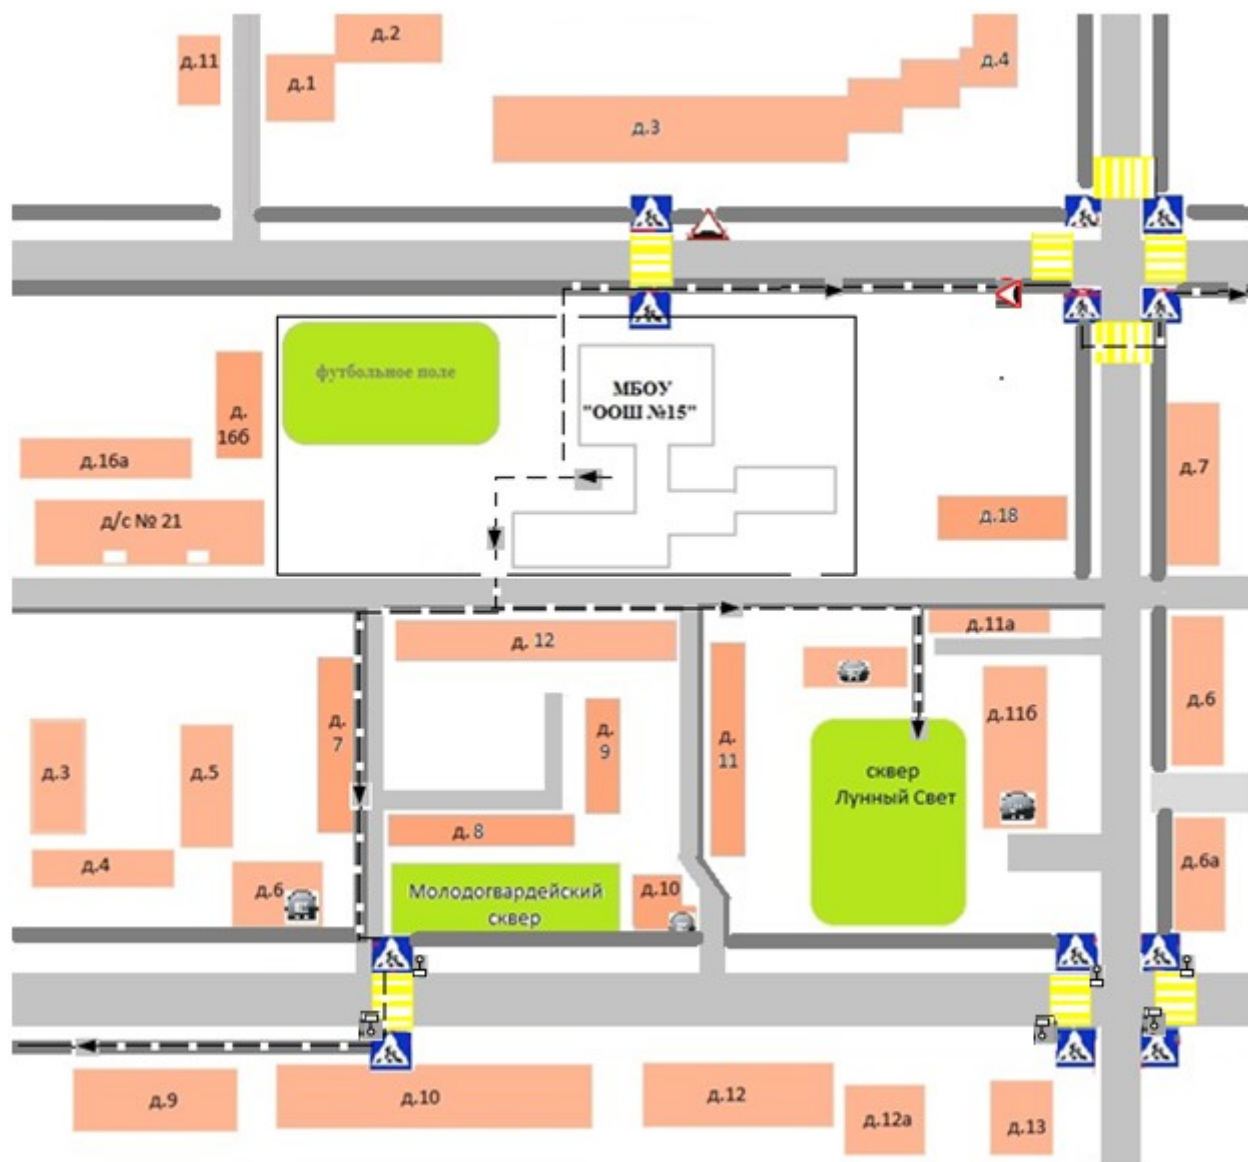 д.2
д.11
д.1
д.4
д.3
футбольное поле
МБОУ
"ООШ №15"
д.
16б
д.16а
д/с № 21
д.7
д.18
д. 12
д.11а
д.
7
д.
9
д.
11
д.11б
д.6
д.3
д.5
сквер
Лунный Свет
д. 8
д.4
д.6
Молодогвардейский
сквер
д.10
д.6а
д.9
д.10
д.12
д.12а
д.13